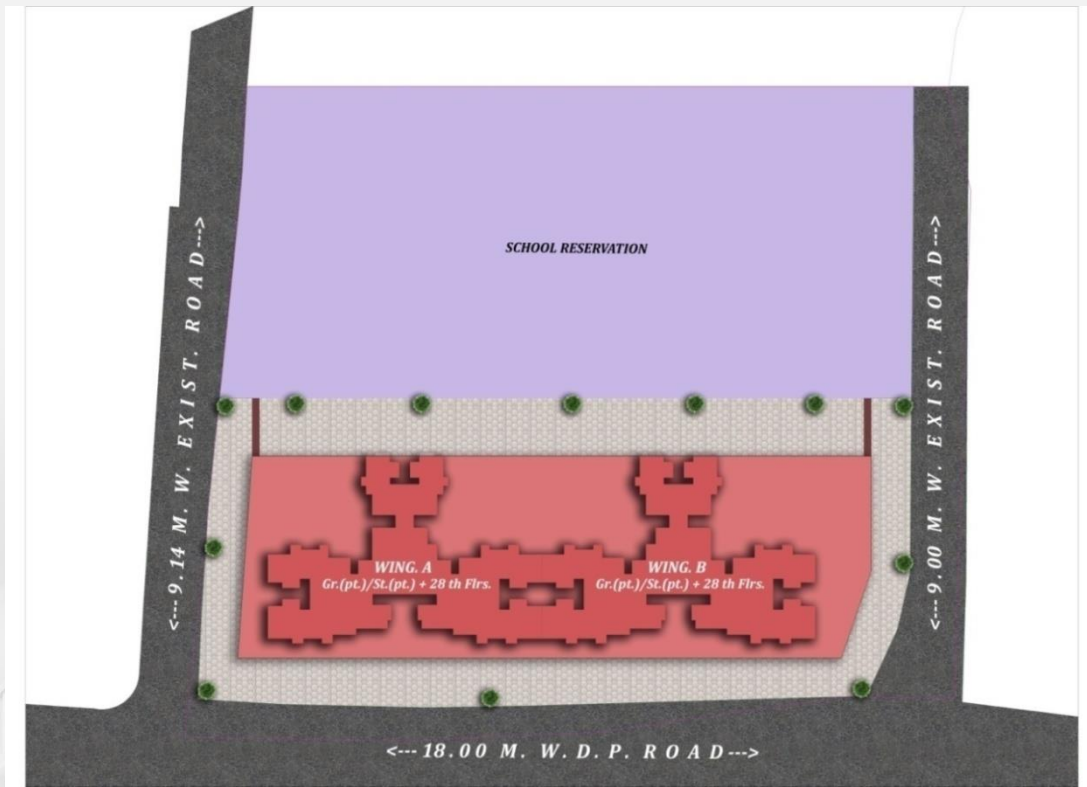 SCHOOL RESERVATION
<---9.14 M. W. EXIST. ROAD--->
<---9.00 M. W. EXIST. ROAD--->
WING. A
Gr.(pt.)/St.(pt.) + 28 th Flrs.
WING. B
Gr.(pt.)/St.(pt.) + 28 th Flrs.
<---18.00 M. W. D. P. ROAD--->